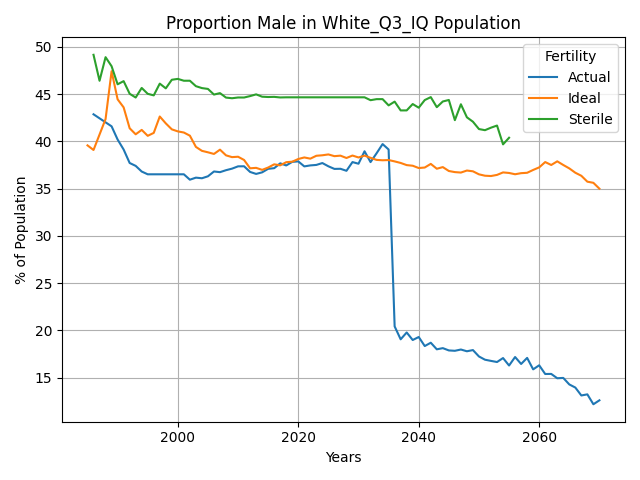 Proportion Male in White_Q3_IQ Population
% of Population
50
45
40
35
30
25
20
15
Fertility
Actual
Ideal
Sterile
2000
2020
2040
2060
Years